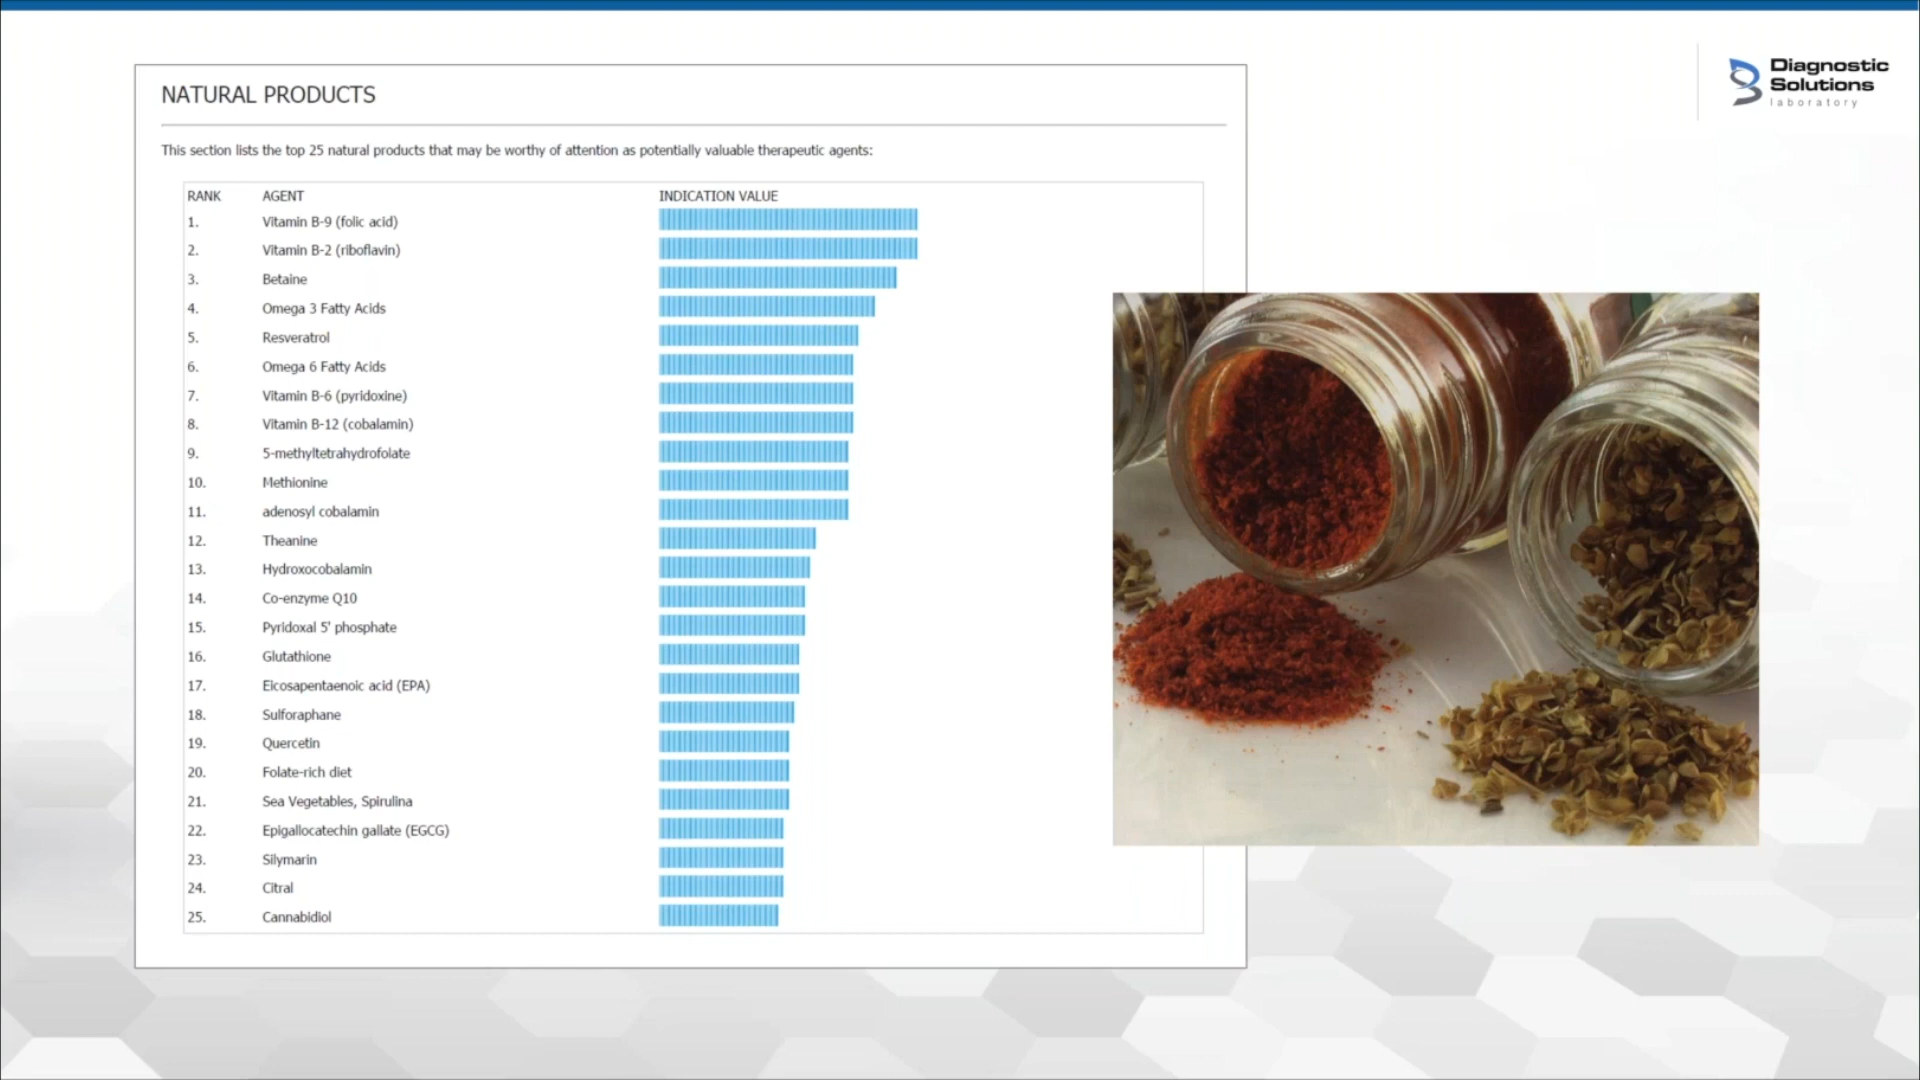 Diagnostic
Solutions
laboratory
NATURAL PRODUCTS
This section lists the top 25 natural products that may be worthy of attention as potentially valuable therapeutic agents:
RANK AGENT INDICATION VALUE
1. Vitamin B-9 (folic acid)
2. Vitamin B-2 (riboflavin)
3. Betaine
4. Omega 3 Fatty Acids
5. Resveratrol
6. Omega 6 Fatty Acids
7. Vitamin B-6 (pyridoxine)
8. Vitamin B-12 (cobalamin)
9. 5-methyltetrahydrofolate
10. Methionine
11. adenosyl cobalamin
12. Theanine
13. Hydroxocobalamin
14. Co-enzyme Q10
15. Pyridoxal 5' phosphate
16. Glutathione
17. Eicosapentaenoic acid (EPA)
18. Sulforaphane
19. Quercetin
20. Folate-rich diet
21. Sea Vegetables, Spirulina
22. Epigallocatechin gallate (EGCG)
23. Silymarin
24. Citral
25. Cannabidiol